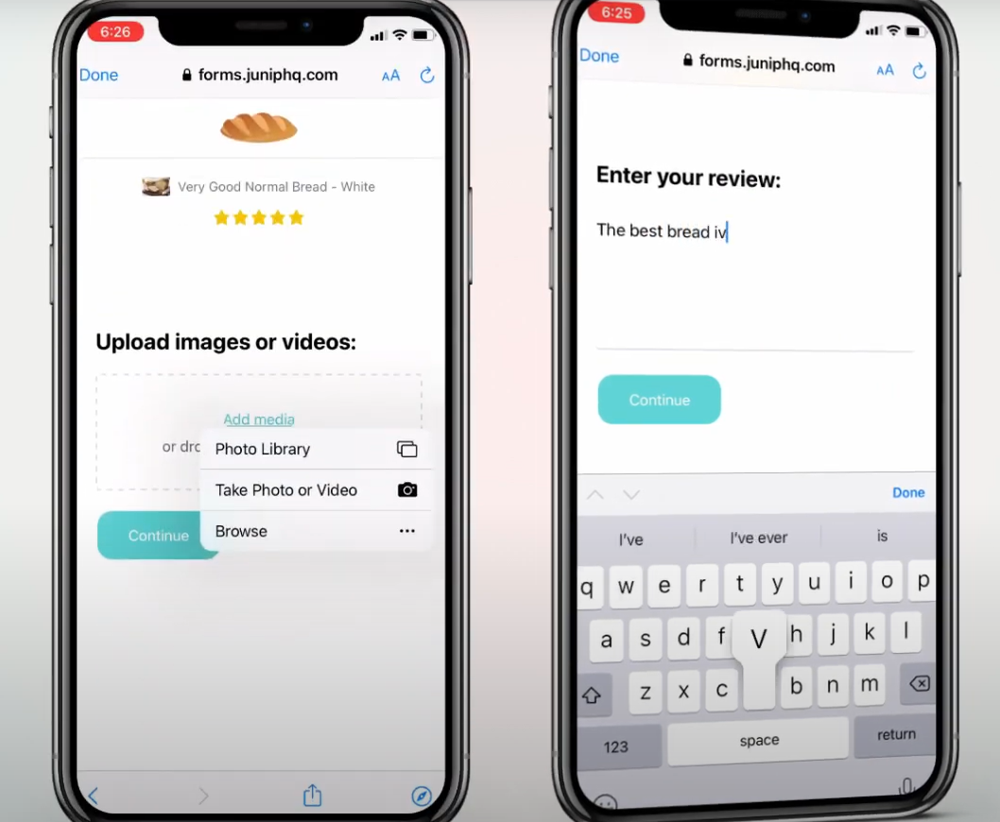 6:26
Done
forms.juniphq.com
AA
Very Good Normal Bread - White
Upload images or videos:
Add media
or dro
Photo Library
Take Photo or Video
Browse
Continue
6:25
Done
forms.juniphq.com
AA
Enter your review:
The best bread iv
Continue
Done
I've
I've ever
is
q w e r t y u i o p
a s d f V h j k l
z x c b n m
123
space
return